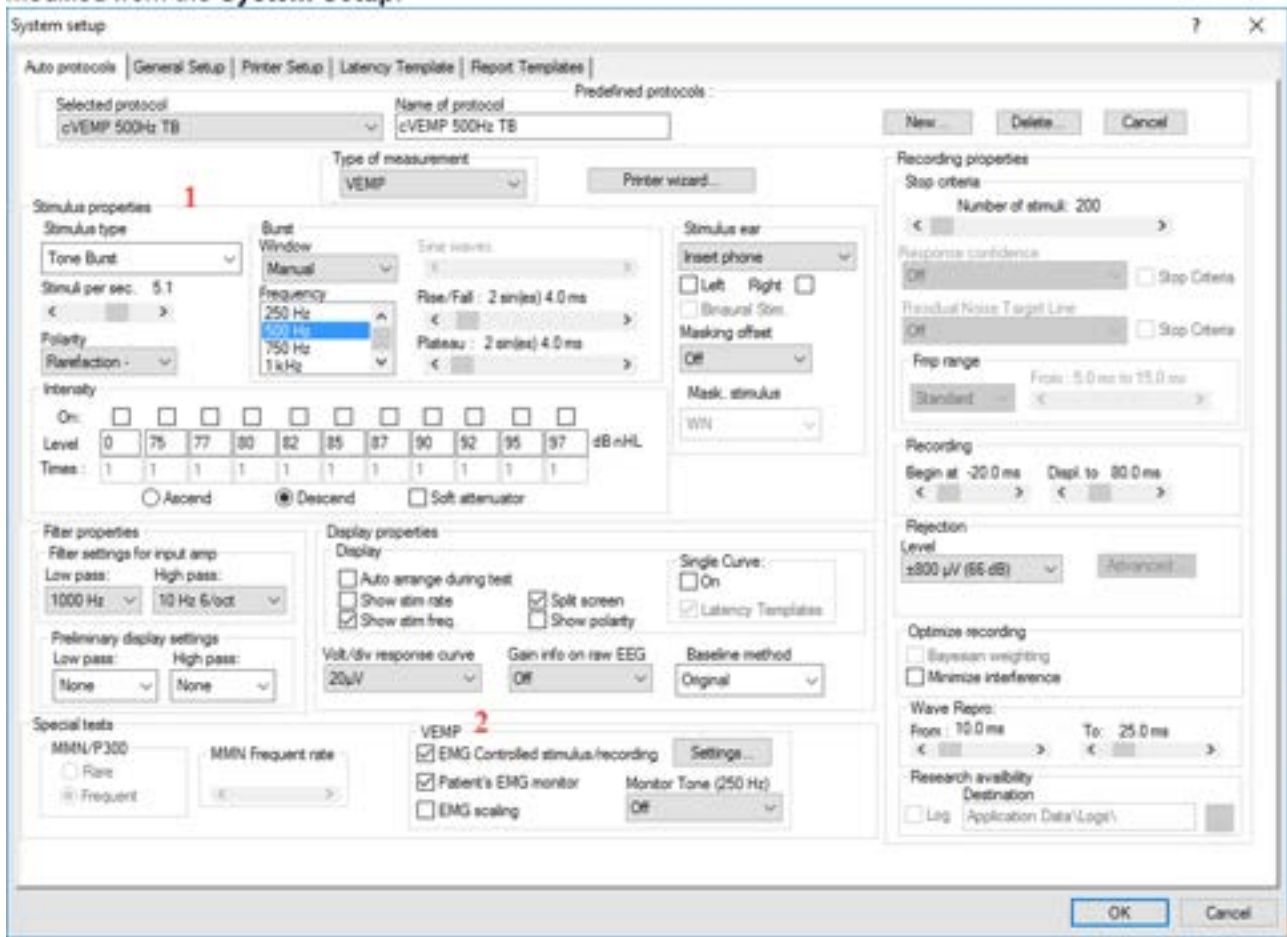 modified from the System Setup.
System setup
? ×
Auto protocols General Setup Printer Setup Latency Template Report Templates
Predefined protocols :
Selected protocol
cVEMP 500Hz TB
Name of protocol
cVEMP 500Hz TB
New... Delete... Cancel
Type of measurement
VEMP
Printer wizard...
Stimulus properties
1
Stimulus type
Tone Burst
Stimuli per sec. 5.1
Polarity
Rarefaction -
Burst
Window
Manual
Frequency
250 Hz
500 Hz
750 Hz
1 kHz
Sine waves
Rise/Fall : 2 sin(es) 4.0 ms
Plateau : 2 sin(es) 4.0 ms
Stimulus ear
Insert phone
Left Right
Binaural Stim.
Masking offset
Off
Mask. stimulus
WN
Intensity
On:
Level 0 75 77 80 82 85 87 90 92 95 97 dB nHL
Times : 1 1 1 1 1 1 1 1 1 1 1
Ascend Descend Soft attenuator
Filter properties
Filter settings for input amp
Low pass: High pass:
1000 Hz 10 Hz 6/oct
Preliminary display settings
Low pass: High pass:
None None
Display properties
Display
Auto arrange during test
Show stim rate Split screen
Show stim freq. Show polarity
Single Curve:
On
Latency Templates
Volt/div response curve
20µV
Gain info on raw EEG
Off
Baseline method
Original
Special tests
MMN/P300
Rare
Frequent
MMN Frequent rate
VEMP 2
EMG Controlled stimulus/recording Settings...
Patient's EMG monitor
EMG scaling
Monitor Tone (250 Hz)
Off
Recording properties
Stop criteria
Number of stimuli: 200
Response confidence
Off Stop Criteria
Residual Noise Target Line
Off Stop Criteria
Fmp range
Standard
From : 5.0 ms to 15.0 ms
Recording
Begin at -20.0 ms Displ. to 80.0 ms
Rejection
Level
±800 µV (66 dB) Advanced...
Optimize recording
Bayesian weighting
Minimize interference
Wave Repro:
From : 10.0 ms To: 25.0 ms
Research availbility
Destination
Log Application Data\Logs\
OK Cancel